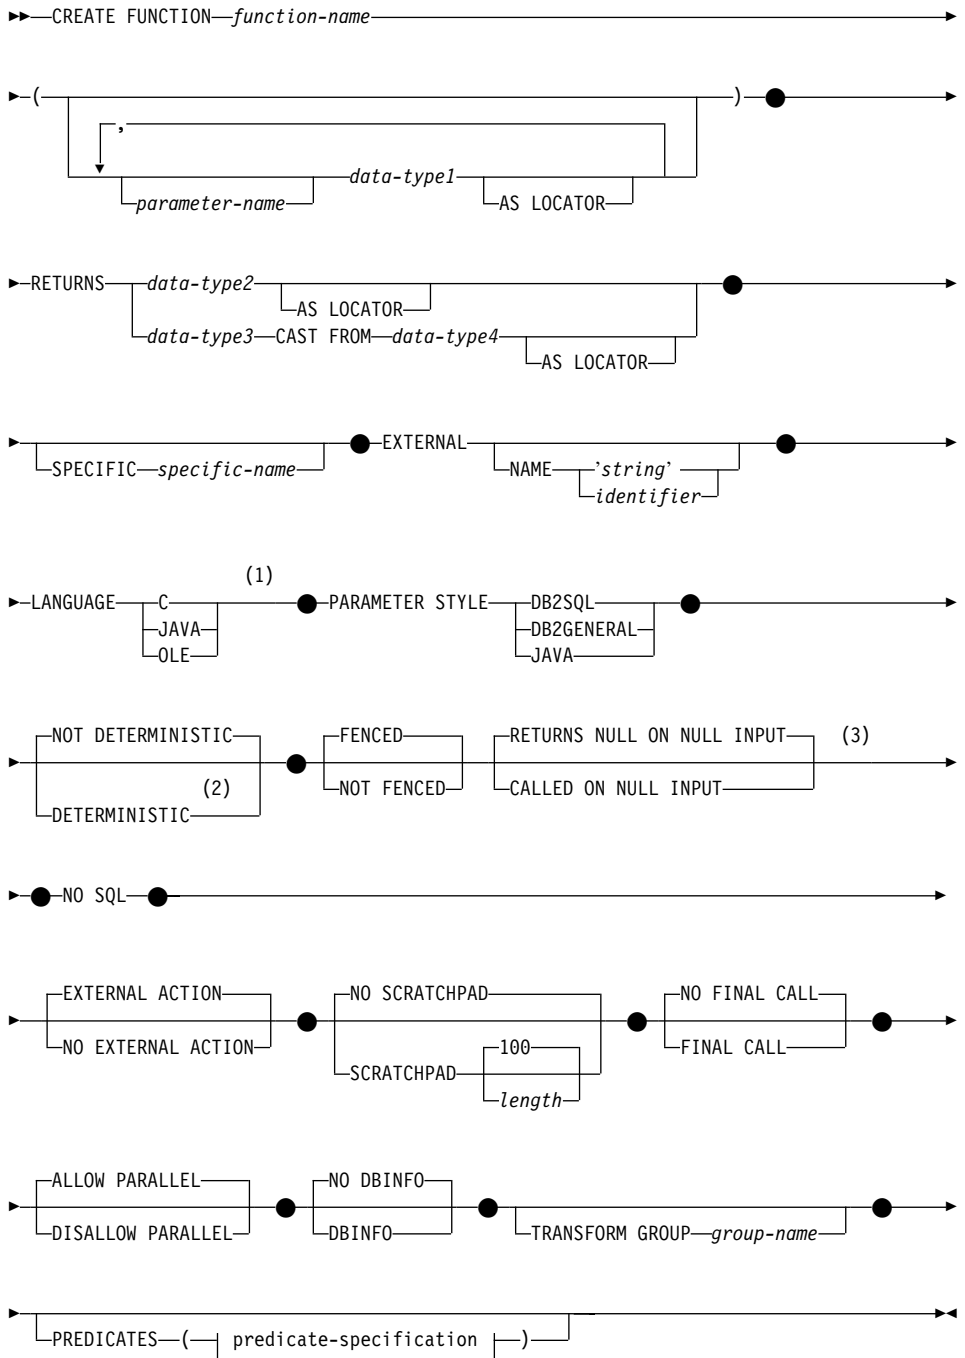 CREATE FUNCTION function-name
( )
,
parameter-name data-type1 AS LOCATOR
RETURNS data-type2 AS LOCATOR
data-type3 CAST FROM data-type4 AS LOCATOR
SPECIFIC specific-name EXTERNAL NAME 'string'
identifier
(1)
LANGUAGE C PARAMETER STYLE DB2SQL
JAVA DB2GENERAL
OLE JAVA
NOT DETERMINISTIC FENCED RETURNS NULL ON NULL INPUT (3)
(2) NOT FENCED CALLED ON NULL INPUT
DETERMINISTIC
NO SQL
EXTERNAL ACTION NO SCRATCHPAD NO FINAL CALL
NO EXTERNAL ACTION 100 FINAL CALL
SCRATCHPAD length
ALLOW PARALLEL NO DBINFO
DISALLOW PARALLEL DBINFO TRANSFORM GROUP group-name
PREDICATES ( predicate-specification )